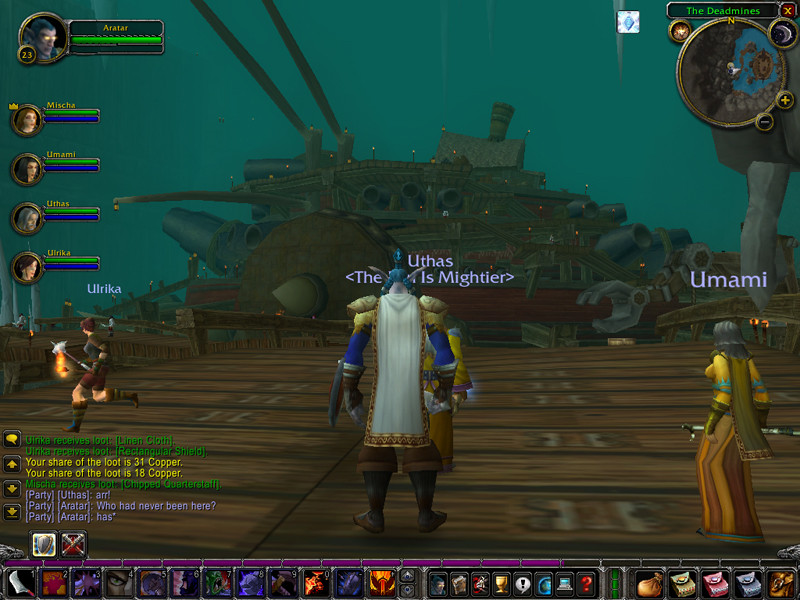 Aratar
The Deadmines
N
23
Mischa
Umami
Uthas
Ulrika
Uthas
<The Is Mightier>
Ulrika
Umami
Ulrika receives loot: [Linen Cloth].
Ulrika receives loot: [Rectangular Shield].
Your share of the loot is 31 Copper.
Your share of the loot is 18 Copper.
Mischa receives loot: [Chipped Quarterstaff].
[Party] [Uthas]: arr!
[Party] [Aratar]: Who had never been here?
[Party] [Aratar]: has*